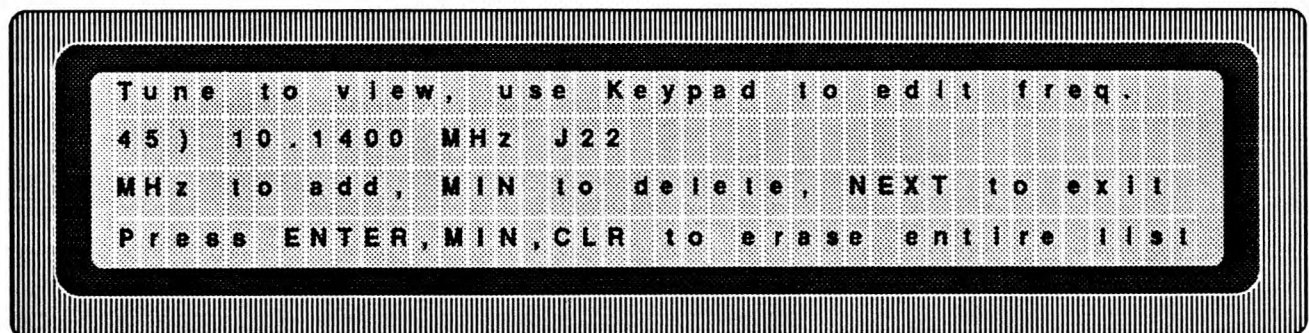 Tune to view, use Keypad to edit freq.
45) 10.1400 MHz J22
MHz to add, MIN to delete, NEXT to exit
Press ENTER,MIN,CLR to erase entire list